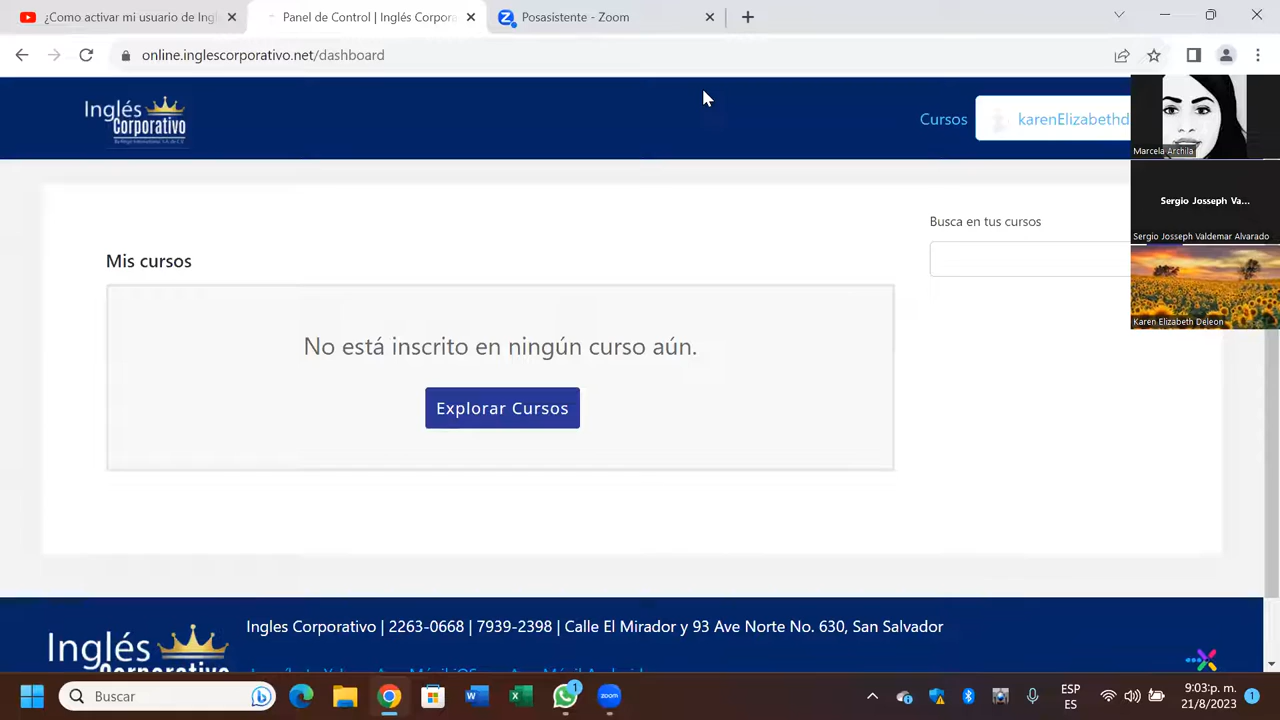 ¿Como activar mi usuario de Ing
Panel de Control | Inglés Corpora
Posasistente - Zoom
online.inglescorporativo.net/dashboard
Inglés
Corporativo
Cursos
karenElizabethd
Marcela Archila
Sergio Josseph Va...
Sergio Josseph Valdemar Alvarado
Karen Elizabeth Deleon
Busca en tus cursos
Mis cursos
No está inscrito en ningún curso aún.
Explorar Cursos
Ingles Corporativo | 2263-0668 | 7939-2398 | Calle El Mirador y 93 Ave Norte No. 630, San Salvador
Inglés
Corporativo
Buscar
1
zoom
ESP
ES
9:03 p. m.
21/8/2023
1